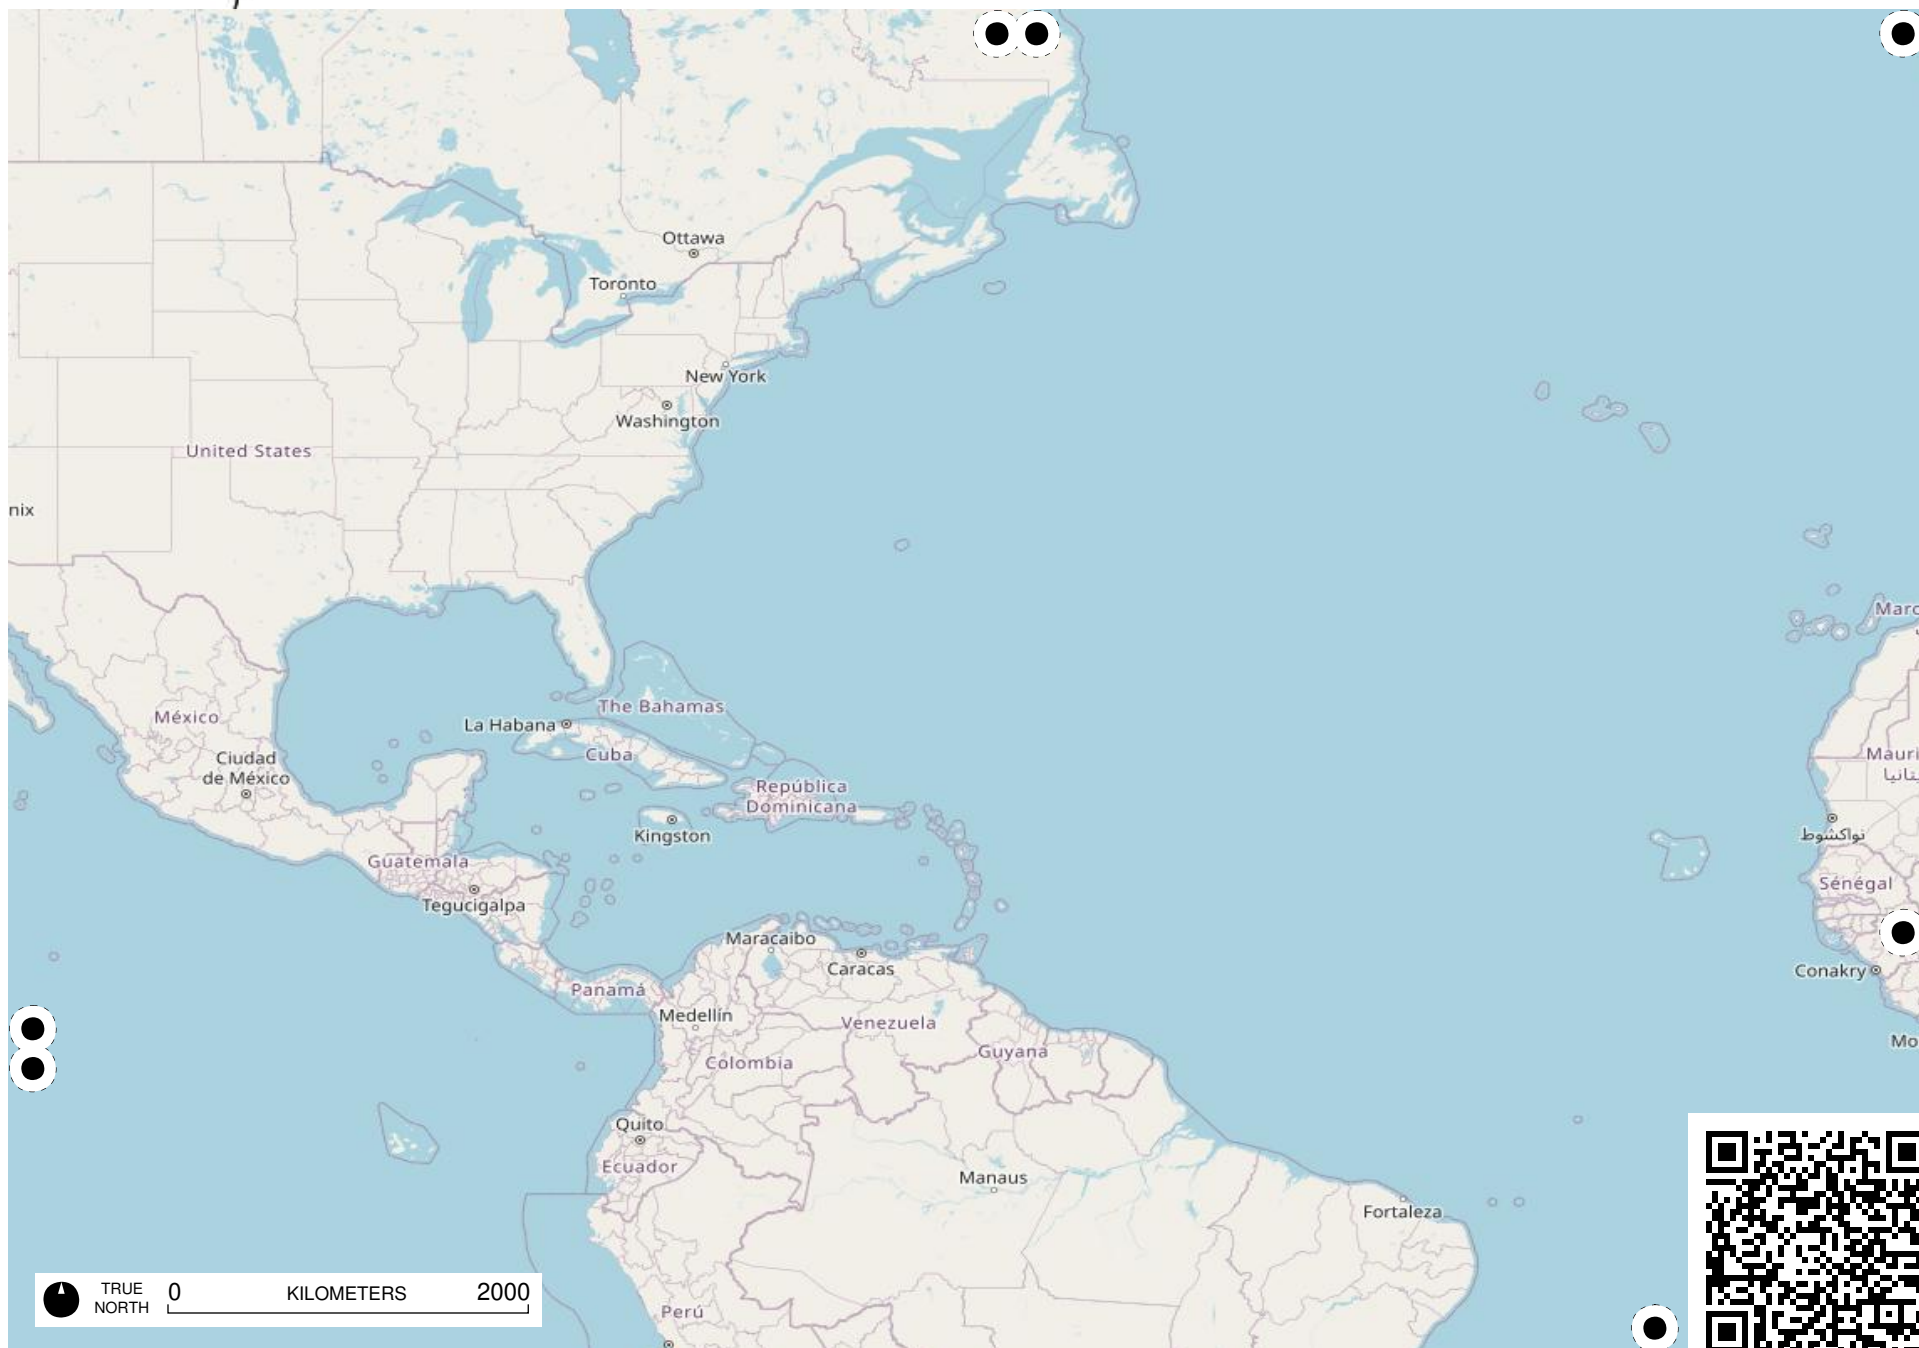 Ottawa
Toronto
New York
Washington
United States
nix
Marc
The Bahamas
México
La Habana
Cuba
Mauri
Ciudad
de México
República
Dominicana
Kingston
نواكشوط
Guatemala
Sénégal
Tegucigalpa
Maracaibo
Caracas
Conakry
Panamá
Medellín
Venezuela
Mo
Guyana
Colombia
Quito
Ecuador
Manaus
Fortaleza
TRUE
NORTH
0 KILOMETERS 2000
Perú